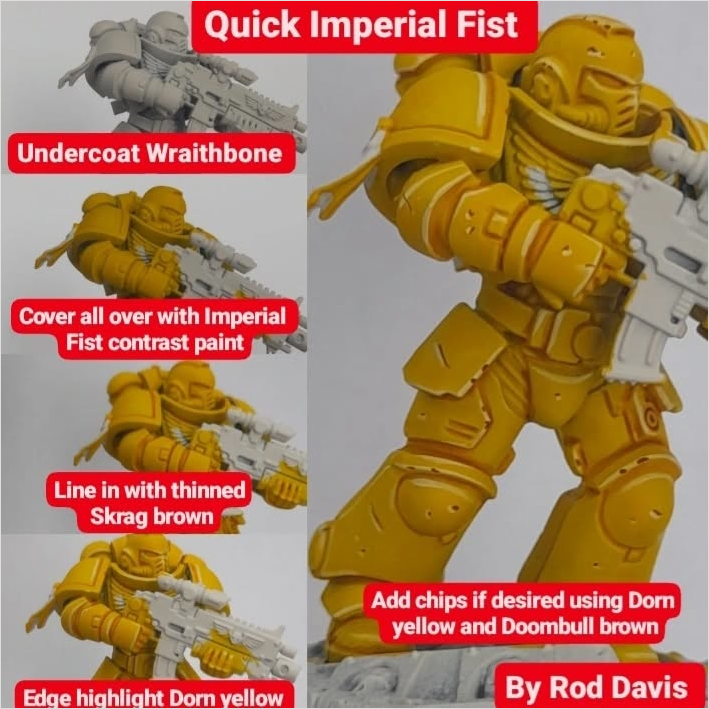 Quick Imperial Fist
Undercoat Wraithbone
Cover all over with Imperial
Fist contrast paint
Line in with thinned
Skrag brown
Edge highlight Dorn yellow
Add chips if desired using Dorn
yellow and Doombull brown
By Rod Davis